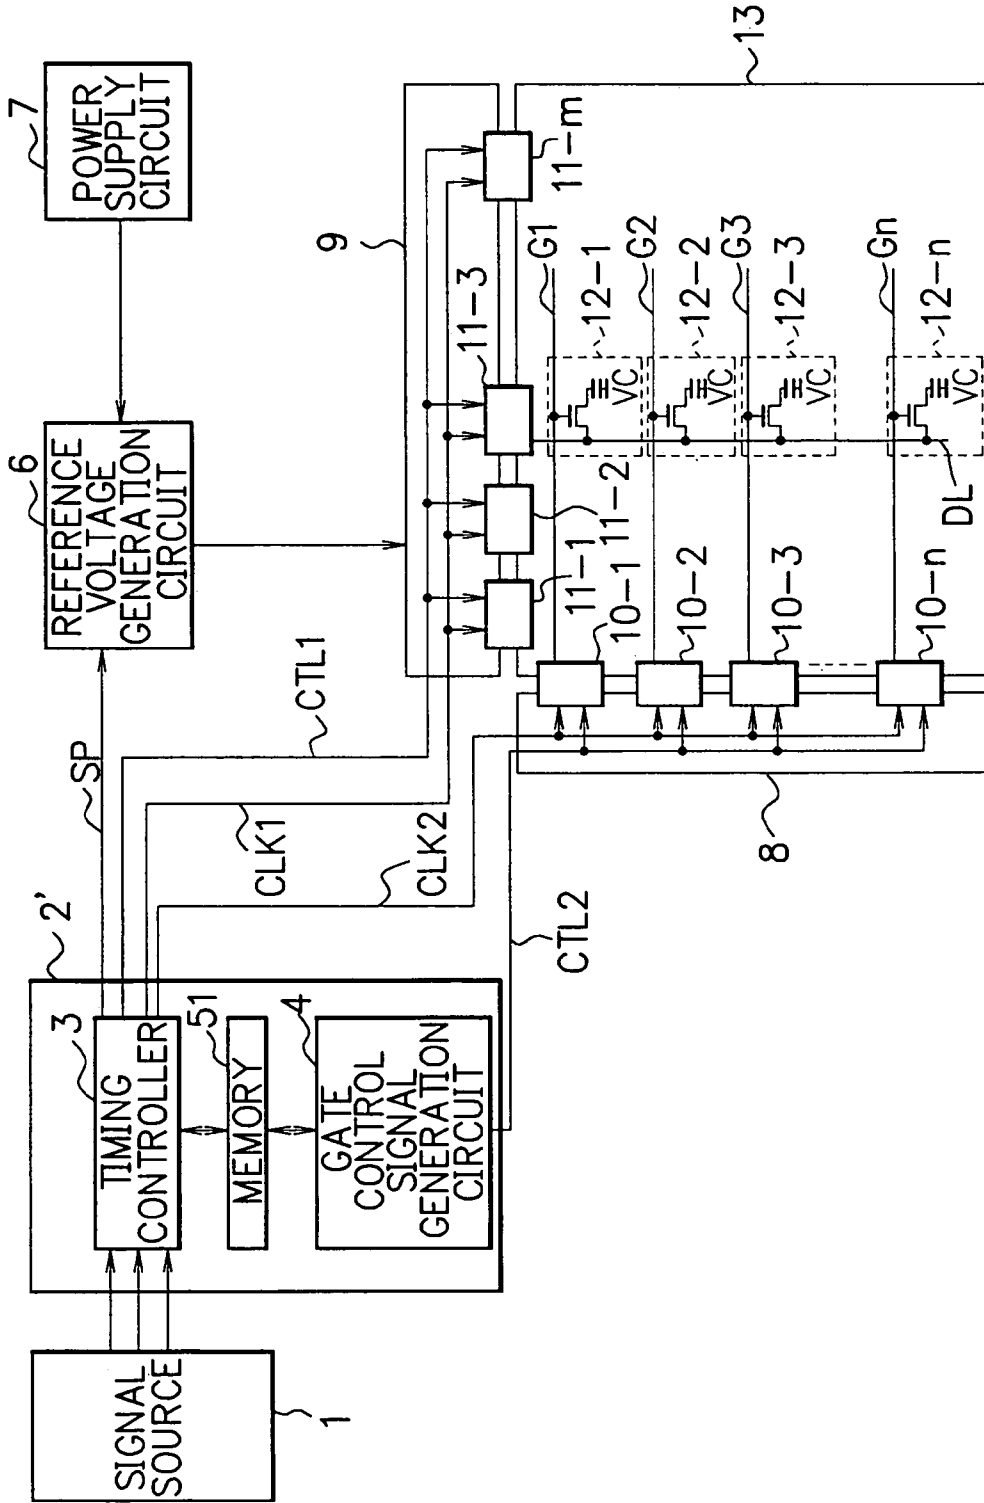 SIGNAL
SOURCE
1
2'
TIMING
CONTROLLER
3
MEMORY
51
GATE
CONTROL
SIGNAL
GENERATION
CIRCUIT
4
SP
CTL1
CLK1
CLK2
CTL2
REFERENCE
VOLTAGE
GENERATION
CIRCUIT
6
POWER
SUPPLY
CIRCUIT
7
9
11-1
11-2
11-3
11-m
13
8
10-1
10-2
10-3
10-n
G1
G2
G3
Gn
12-1
12-2
12-3
12-n
VC
VC
VC
VC
DL